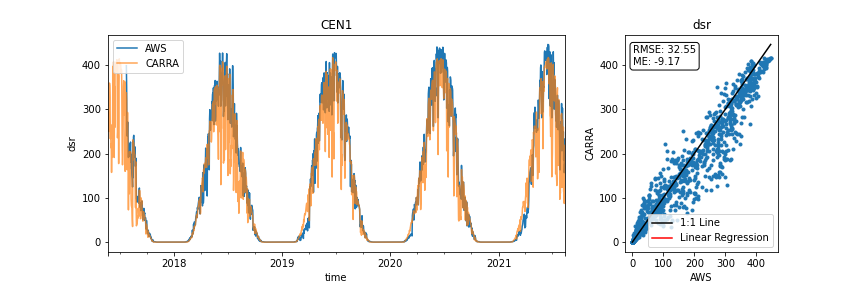 CEN1
AWS
CARRA
dsr
400
300
200
100
0
2018
2019
2020
2021
time
dsr
RMSE: 32.55
ME: -9.17
CARRA
400
300
200
100
0
1:1 Line
Linear Regression
0
100
200
300
400
AWS